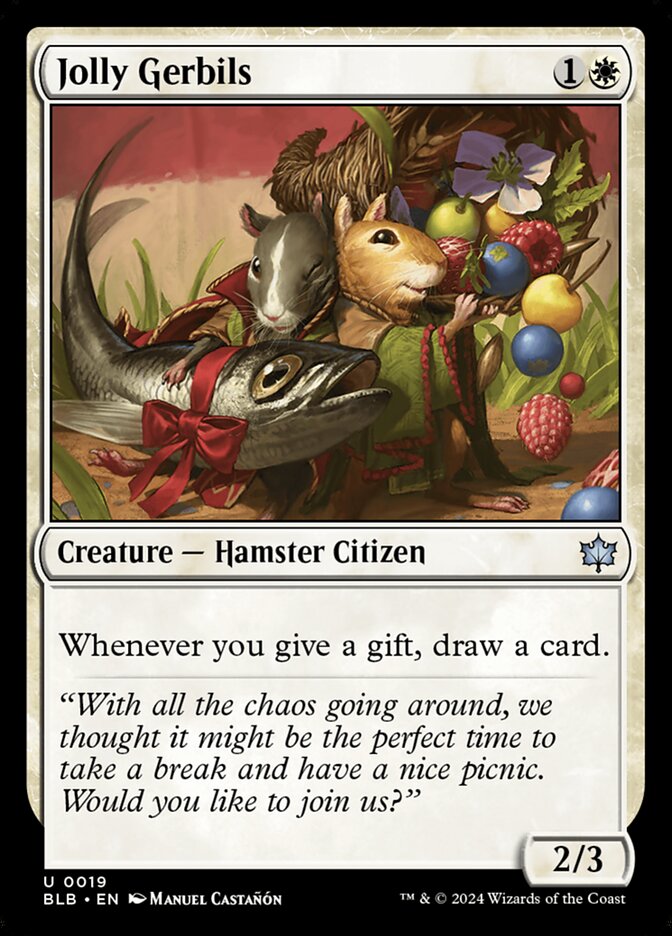 Jolly Gerbils 1
Creature — Hamster Citizen
Whenever you give a gift, draw a card.
“With all the chaos going around, we
thought it might be the perfect time to
take a break and have a nice picnic.
Would you like to join us?”
2/3
U 0019
BLB • EN Manuel Castañón ™ & © 2024 Wizards of the Coast